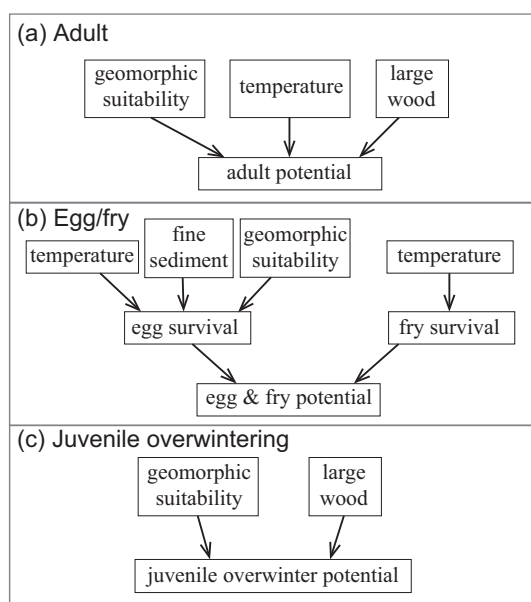 (a) Adult
geomorphic
suitability
temperature
large
wood
adult potential
(b) Egg/fry
temperature
fine
sediment
geomorphic
suitability
temperature
egg survival
fry survival
egg & fry potential
(c) Juvenile overwintering
geomorphic
suitability
large
wood
juvenile overwinter potential